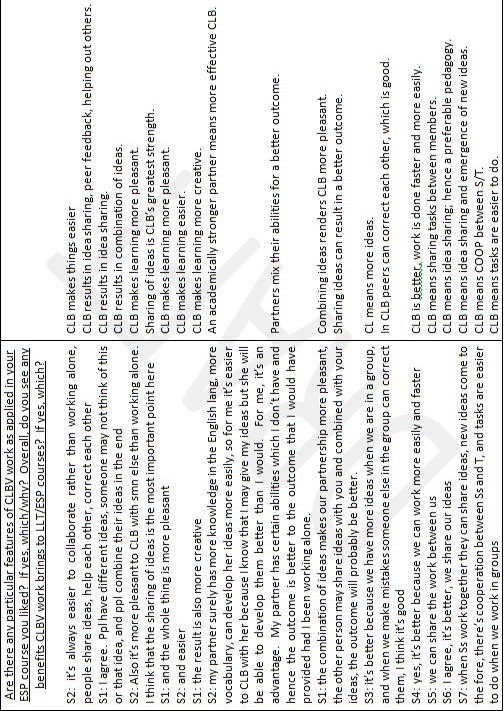 Are there any particular features of CLBV work as applied in your
ESP course you liked? If yes, which/why? Overall, do you see any
benefits CLBV work brings to LLT/ESP courses? If yes, which?
S2: it's always easier to collaborate rather than working alone,
people share ideas, help each other, correct each other
S1: I agree. Ppl have different ideas, someone may not think of this
or that idea, and ppl combine their ideas in the end
S2: Also it's more pleasant to CLB with smn else than working alone.
I think that the sharing of ideas is the most important point here
S1: and the whole thing is more pleasant
S2: and easier
S1: the result is also more creative
S2: my partner surely has more knowledge in the English lang, more
vocabulary, can develop her ideas more easily, so for me it's easier
to CLB with her because I know that I may give my ideas but she will
be able to develop them better than I would. For me, it's an
advantage. My partner has certain abilities which I don't have and
hence the outcome is better to the outcome that I would have
provided had I been working alone.
S1: the combination of ideas makes our partnership more pleasant,
the other person may share ideas with you and combined with your
ideas, the outcome will probably be better.
S3: it's better because we have more ideas when we are in a group,
and when we make mistakes someone else in the group can correct
them, I think it's good
S4: yes, it's better because we can work more easily and faster
S5: we can share the work between us
S6: I agree, it's better, we share our ideas
S7: when Ss work together they can share ideas, new ideas come to
the fore, there's cooperation between Ss and T, and tasks are easier
to do when we work in groups
CLB makes things easier
CLB results in idea sharing, peer feedback, helping out others.
CLB results in idea sharing.
CLB results in combination of ideas.
CLB makes learning more pleasant.
Sharing of ideas is CLB's greatest strength.
CLB makes learning more pleasant.
CLB makes learning easier.
CLB makes learning more creative.
An academically stronger partner means more effective CLB.
Partners mix their abilities for a better outcome.
Combining ideas renders CLB more pleasant.
Sharing ideas can result in a better outcome.
CL means more ideas.
In CLB peers can correct each other, which is good.
CLB is better, work is done faster and more easily.
CLB means sharing tasks between members.
CLB means idea sharing; hence a preferable pedagogy.
CLB means idea sharing and emergence of new ideas.
CLB means COOP between S/T.
CLB means tasks are easier to do.